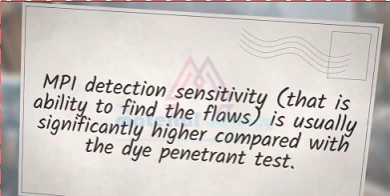 MPI detection sensitivity (that is
ability to find the flaws) is usually
significantly higher compared with
the dye penetrant test.